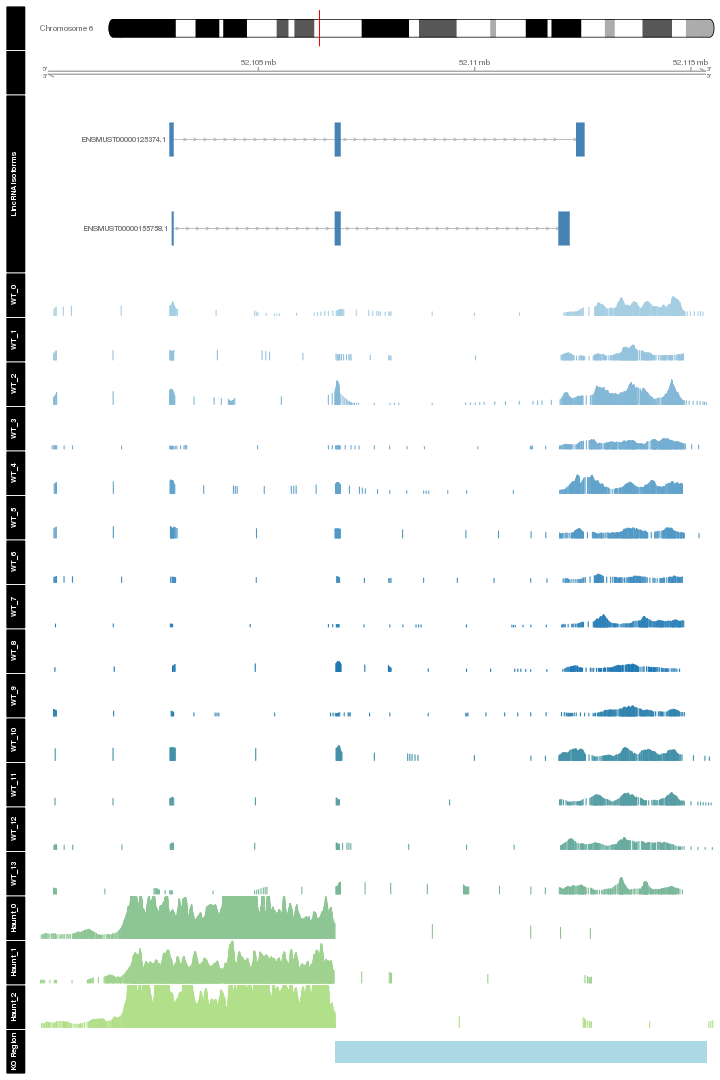 Chromosome 6
5'
3'
52.105 mb
52.11 mb
52.115 mb
3'
5'
LincRNA Isoforms
ENSMUST00000125374.1
ENSMUST00000155758.1
WT_0
WT_1
WT_2
WT_3
WT_4
WT_5
WT_6
WT_7
WT_8
WT_9
WT_10
WT_11
WT_12
WT_13
Haunt_0
Haunt_1
Haunt_2
KO Region